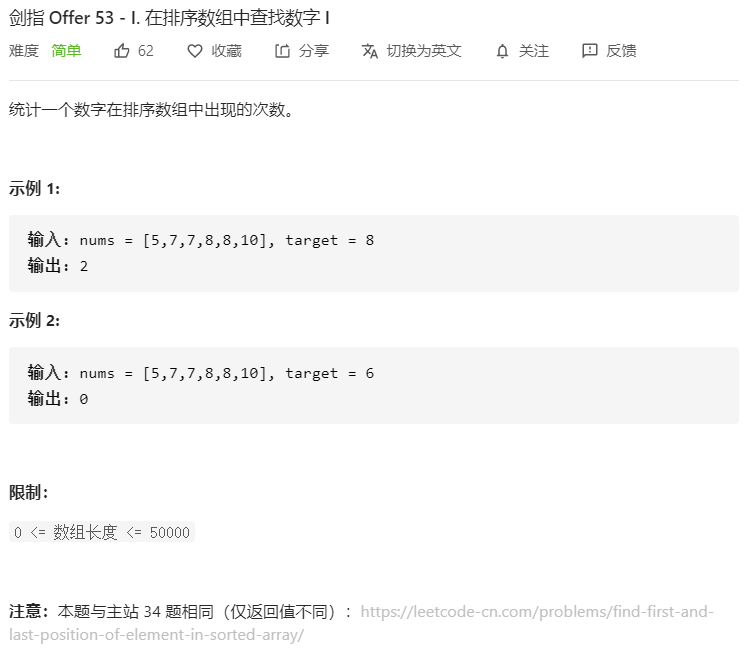 剑指 Offer 53 - I. 在排序数组中查找数字 I
难度 简单 62 收藏 分享 切换为英文 关注 反馈
统计一个数字在排序数组中出现的次数。
示例 1:
输入: nums = [5,7,7,8,8,10], target = 8
输出: 2
示例 2:
输入: nums = [5,7,7,8,8,10], target = 6
输出: 0
限制：
0 <= 数组长度 <= 50000
注意：本题与主站 34 题相同（仅返回值不同）：https://leetcode-cn.com/problems/find-first-and-
last-position-of-element-in-sorted-array/